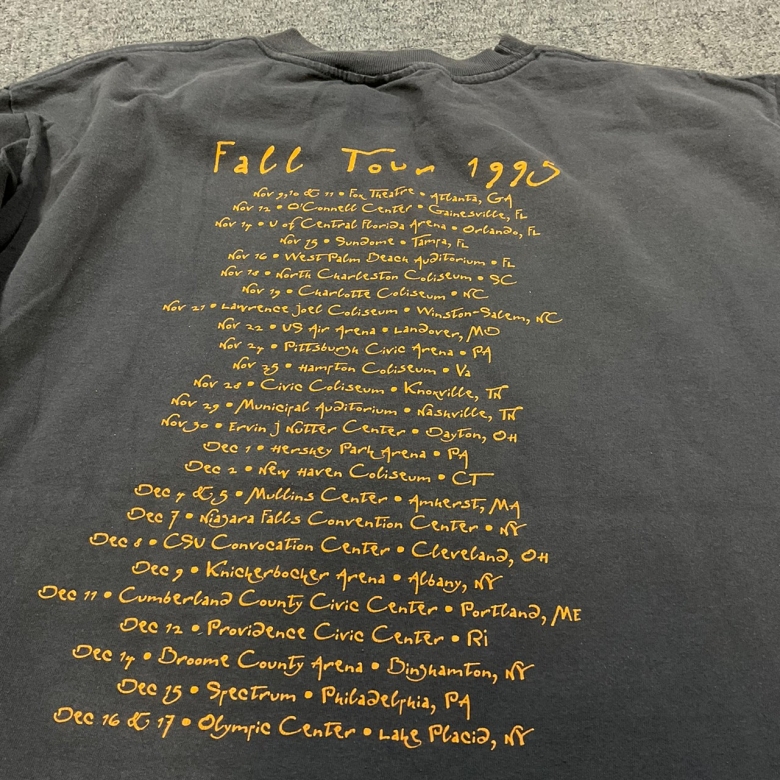 Fall Tour 1995
Nov 9,10 & 11 • Fox Theatre • Atlanta, GA
Nov 12 • O'Connell Center • Gainesville, FL
Nov 14 • U of Central Florida Arena • Orlando, FL
Nov 15 • Sundome • Tampa, FL
Nov 16 • West Palm Beach Auditorium • FL
Nov 18 • North Charleston Coliseum • SC
Nov 19 • Charlotte Coliseum • NC
Nov 21 • Lawrence Joel Coliseum • Winston-Salem, NC
Nov 22 • US Air Arena • Landover, MD
Nov 24 • Pittsburgh Civic Arena • PA
Nov 25 • Hampton Coliseum • Va
Nov 28 • Civic Coliseum • Knoxville, TN
Nov 29 • Municipal Auditorium • Nashville, TN
Nov 30 • Ervin j Nutter Center • Dayton, OH
Dec 1 • Hershey Park Arena • PA
Dec 2 • New Haven Coliseum • CT
Dec 4 & 5 • Mullins Center • Amherst, MA
Dec 7 • Niagara Falls Convention Center • NY
Dec 8 • CSU Convocation Center • Cleveland, OH
Dec 9 • Knickerbocker Arena • Albany, NY
Dec 11 • Cumberland County Civic Center • Portland, ME
Dec 12 • Providence Civic Center • Ri
Dec 14 • Broome County Arena • Binghamton, NY
Dec 15 • Spectrum • Philadelphia, PA
Dec 16 & 17 • Olympic Center • Lake Placid, NY